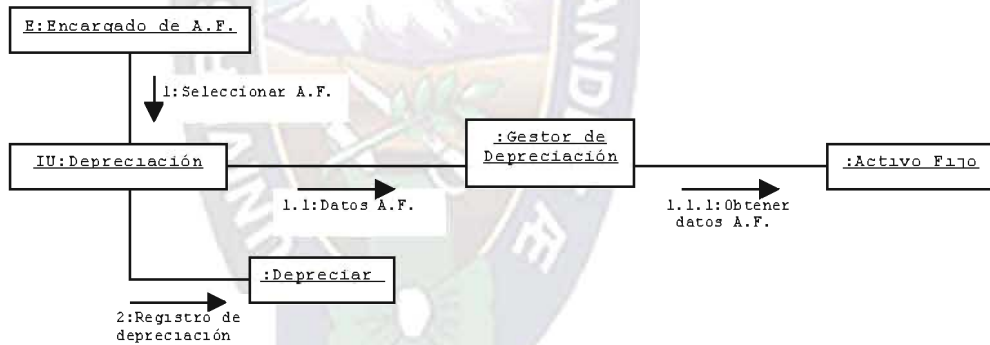 E:Encargado de A.F.
1:Seleccionar A.F.
:Gestor de
Depreciación
IU:Depreciación
:Activo Fijo
1.1:Datos A.F.
1.1.1:Obtener
datos A.F.
:Depreciar
2:Registro de
depreciación